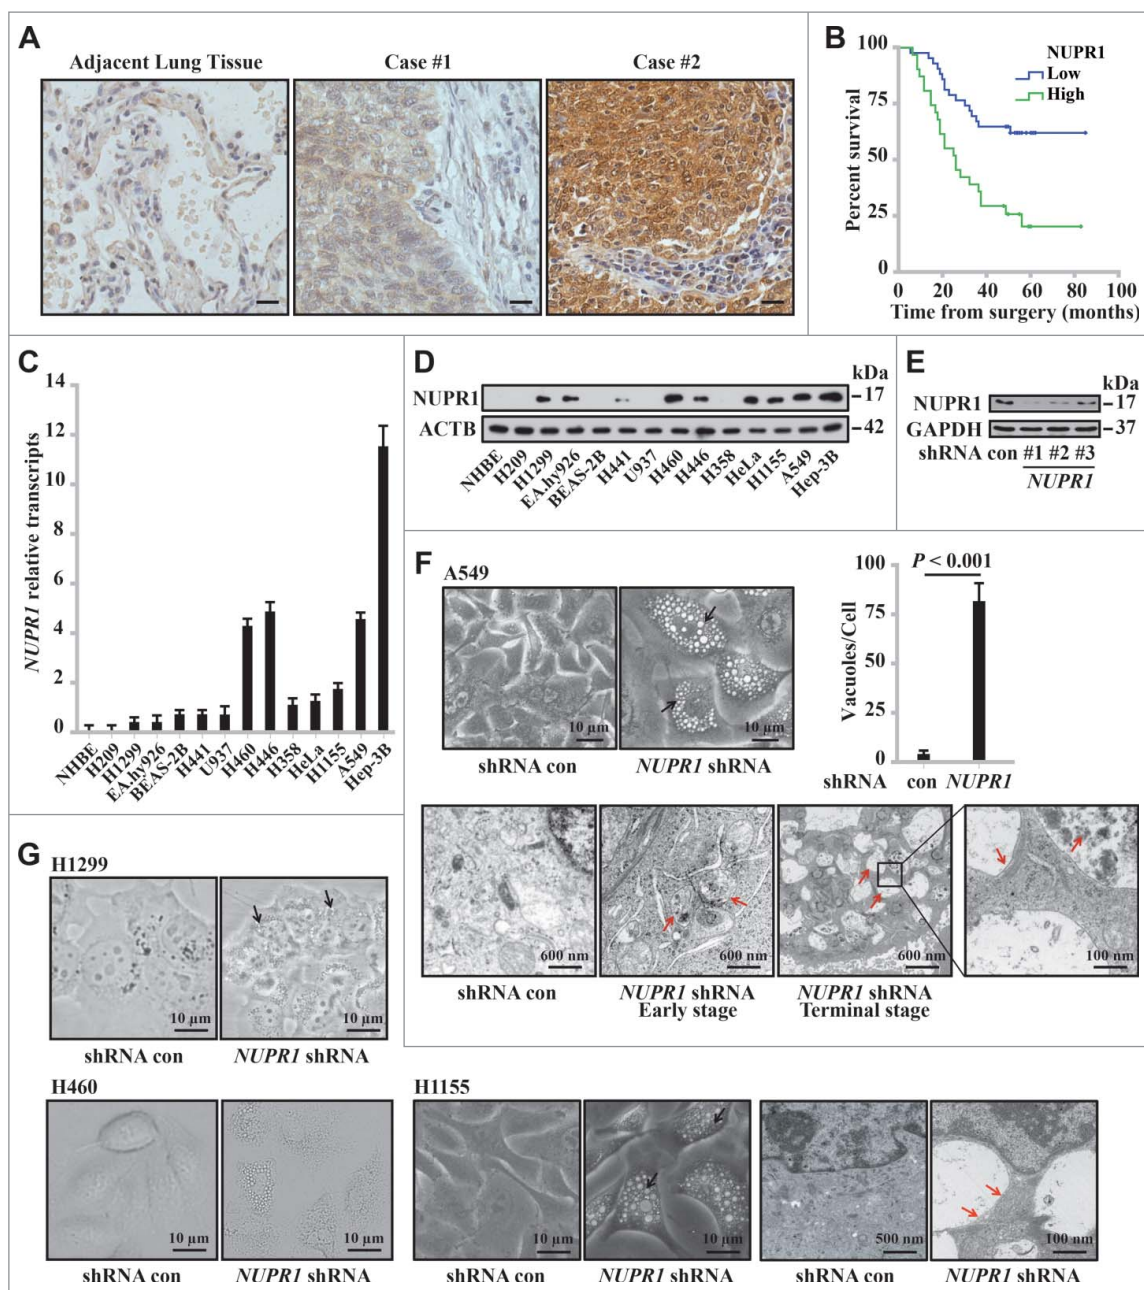 A
Adjacent Lung Tissue
Case #1
Case #2
B
100
75
50
25
0
Percent survival
NUPR1
Low
High
0 20 40 60 80 100
Time from surgery (months)
C
14
12
10
8
6
4
2
0
NUPR1 relative transcripts
NHBE
H209
H1299
EA.hy926
BEAS-2B
H441
U937
H460
H446
H358
HeLa
H1155
A549
Hep-3B
D
kDa
NUPR1
–17
ACTB
–42
NHBE
H209
H1299
EA.hy926
BEAS-2B
H441
U937
H460
H446
H358
HeLa
H1155
A549
Hep-3B
E
kDa
NUPR1
–17
GAPDH
–37
shRNA con #1 #2 #3
NUPR1
F
A549
10 µm
10 µm
shRNA con
NUPR1 shRNA
100
75
50
25
0
Vacuoles/Cell
P < 0.001
shRNA con NUPR1
600 nm
600 nm
600 nm
100 nm
shRNA con
NUPR1 shRNA
Early stage
NUPR1 shRNA
Terminal stage
G
H1299
10 µm
10 µm
shRNA con
NUPR1 shRNA
H460
10 µm
10 µm
shRNA con
NUPR1 shRNA
H1155
10 µm
10 µm
500 nm
100 nm
shRNA con
NUPR1 shRNA
shRNA con
NUPR1 shRNA